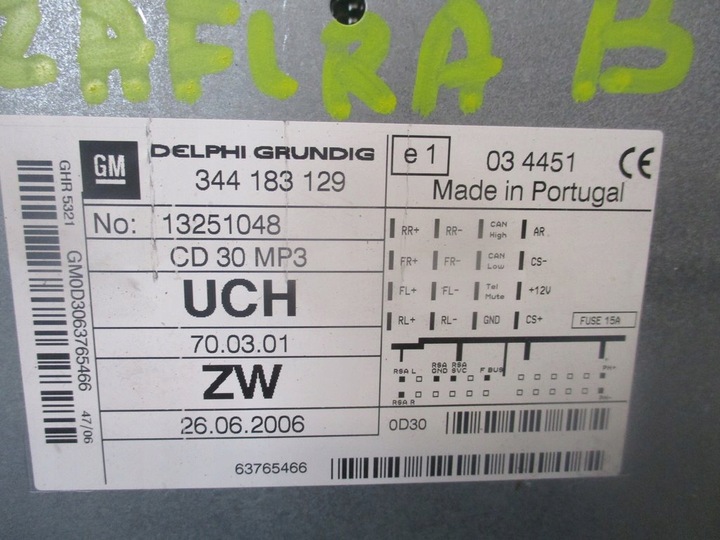 ZAFIRA B
GM
DELPHI GRUNDIG
344 183 129
e 1
03 4451
CE
Made in Portugal
GHR 5321
GM0D3063765466
47/06
No: 13251048
CD 30 MP3
UCH
70.03.01
ZW
26.06.2006
63765466
RR+ RR- CAN High AR
FR+ FR- CAN Low CS-
FL+ FL- Tel Mute +12V
RL+ RL- GND CS+
FUSE 15A
RSA L RSA GND RSA SVC F BUS
RSA R
0D30